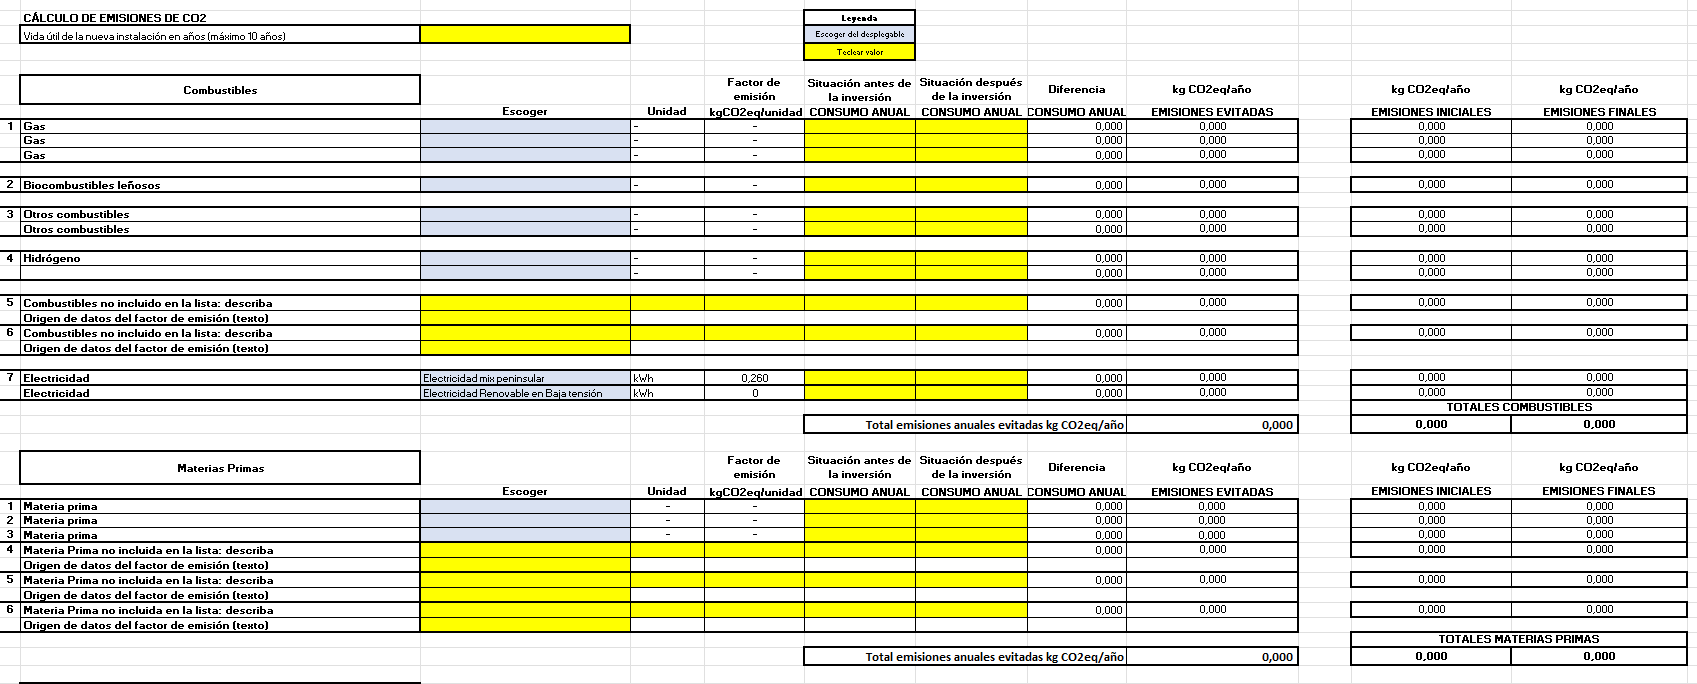 CÁLCULO DE EMISIONES DE CO2
Leyenda
Vida útil de la nueva instalación en años (máximo 10 años)
Escoger del desplegable
Teclear valor
Combustibles
Escoger Unidad Factor de emisión kgCO2eq/unidad Situación antes de la inversión CONSUMO ANUAL Situación después de la inversión CONSUMO ANUAL Diferencia CONSUMO ANUAL kg CO2eq/año EMISIONES EVITADAS kg CO2eq/año EMISIONES INICIALES kg CO2eq/año EMISIONES FINALES
1 Gas - - 0,000 0,000 0,000 0,000
Gas - - 0,000 0,000 0,000 0,000
Gas - - 0,000 0,000 0,000 0,000
2 Biocombustibles leñosos - - 0,000 0,000 0,000 0,000
3 Otros combustibles - - 0,000 0,000 0,000 0,000
Otros combustibles - - 0,000 0,000 0,000 0,000
4 Hidrógeno - - 0,000 0,000 0,000 0,000
- - 0,000 0,000 0,000 0,000
5 Combustibles no incluido en la lista: describa 0,000 0,000 0,000 0,000
Origen de datos del factor de emisión (texto)
6 Combustibles no incluido en la lista: describa 0,000 0,000 0,000 0,000
Origen de datos del factor de emisión (texto)
7 Electricidad Electricidad mix peninsular kWh 0,260 0,000 0,000 0,000 0,000
Electricidad Electricidad Renovable en Baja tensión kWh 0 0,000 0,000 0,000 0,000
TOTALES COMBUSTIBLES
Total emisiones anuales evitadas kg CO2eq/año 0,000 0,000 0,000
Materias Primas
Escoger Unidad Factor de emisión kgCO2eq/unidad Situación antes de la inversión CONSUMO ANUAL Situación después de la inversión CONSUMO ANUAL Diferencia CONSUMO ANUAL kg CO2eq/año EMISIONES EVITADAS kg CO2eq/año EMISIONES INICIALES kg CO2eq/año EMISIONES FINALES
1 Materia prima - - 0,000 0,000 0,000 0,000
2 Materia prima - - 0,000 0,000 0,000 0,000
3 Materia prima - - 0,000 0,000 0,000 0,000
4 Materia Prima no incluida en la lista: describa 0,000 0,000 0,000 0,000
Origen de datos del factor de emisión (texto)
5 Materia Prima no incluida en la lista: describa 0,000 0,000 0,000 0,000
Origen de datos del factor de emisión (texto)
6 Materia Prima no incluida en la lista: describa 0,000 0,000 0,000 0,000
Origen de datos del factor de emisión (texto)
TOTALES MATERIAS PRIMAS
Total emisiones anuales evitadas kg CO2eq/año 0,000 0,000 0,000